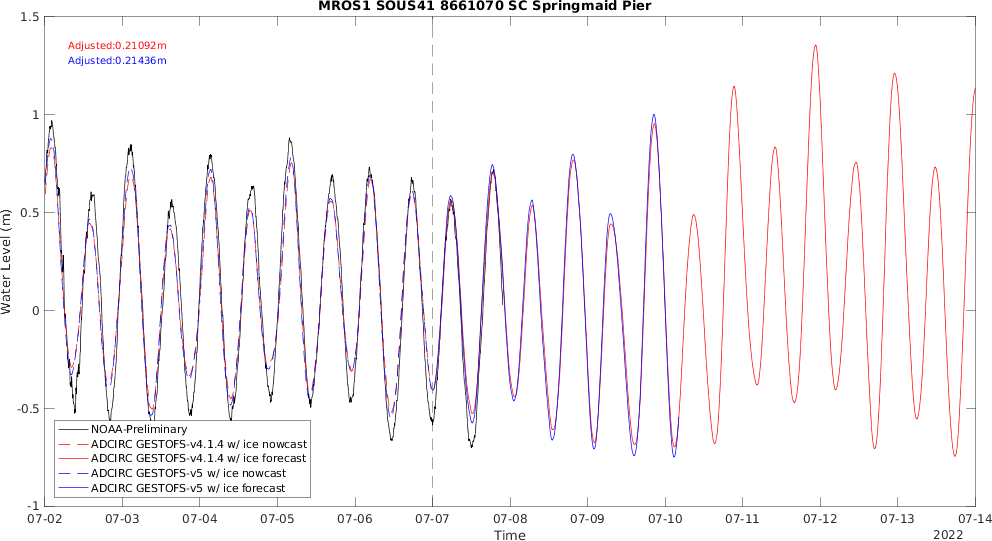 MROS1 SOUS41 8661070 SC Springmaid Pier
Adjusted:0.21092m
Adjusted:0.21436m
1.5
1
0.5
0
-0.5
-1
Water Level (m)
NOAA-Preliminary
ADCIRC GESTOFS-v4.1.4 w/ ice nowcast
ADCIRC GESTOFS-v4.1.4 w/ ice forecast
ADCIRC GESTOFS-v5 w/ ice nowcast
ADCIRC GESTOFS-v5 w/ ice forecast
07-02 07-03 07-04 07-05 07-06 07-07 07-08 07-09 07-10 07-11 07-12 07-13 07-14
Time
2022